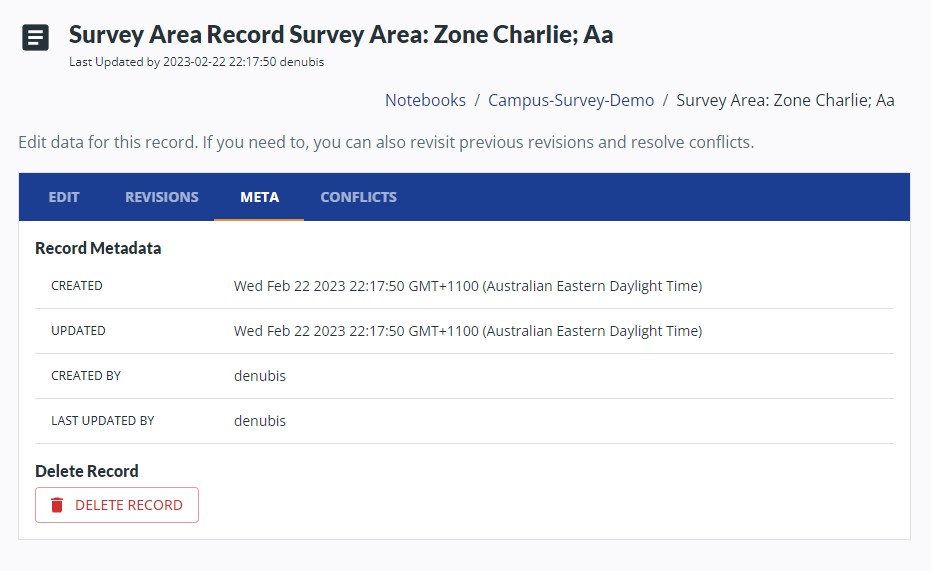 Survey Area Record Survey Area: Zone Charlie; Aa
Last Updated by 2023-02-22 22:17:50 denubis
Notebooks / Campus-Survey-Demo / Survey Area: Zone Charlie; Aa
Edit data for this record. If you need to, you can also revisit previous revisions and resolve conflicts.
EDIT REVISIONS META CONFLICTS
Record Metadata
CREATED Wed Feb 22 2023 22:17:50 GMT+1100 (Australian Eastern Daylight Time)
UPDATED Wed Feb 22 2023 22:17:50 GMT+1100 (Australian Eastern Daylight Time)
CREATED BY denubis
LAST UPDATED BY denubis
Delete Record
DELETE RECORD